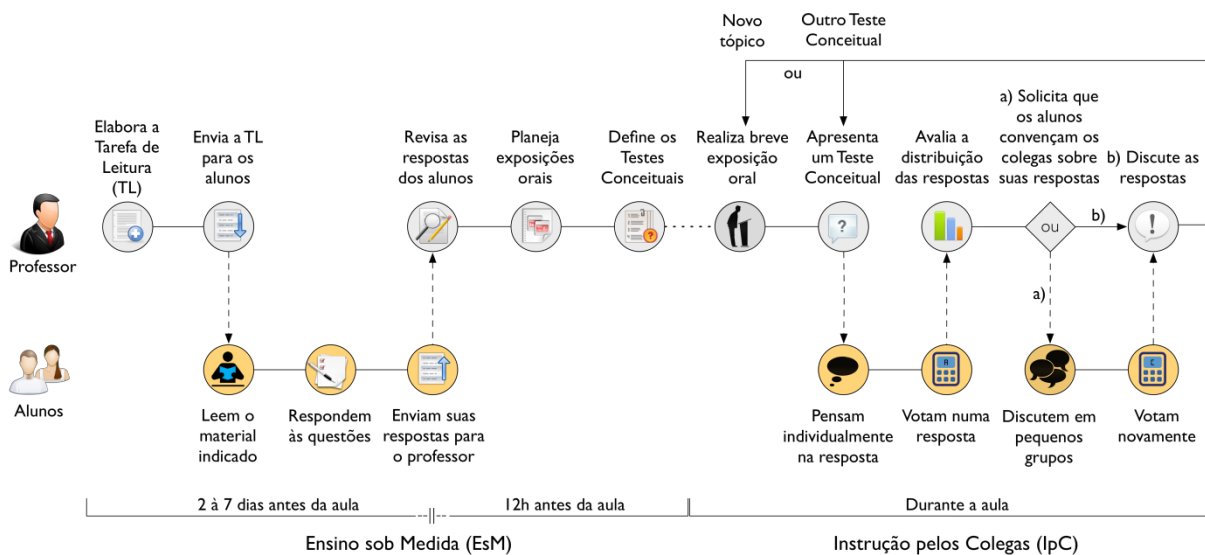 Novo
tópico
Outro Teste
Conceitual
ou
Elabora a
Tarefa de
Leitura
(TL)
Envia a TL
para os
alunos
Revisa as
respostas
dos alunos
Planeja
exposições
orais
Define os
Testes
Conceituais
Realiza breve
exposição
oral
Apresenta
um Teste
Conceitual
Avalia a
distribuição
das respostas
a) Solicita que
os alunos
convençam os
colegas sobre
suas respostas
b) Discute as
respostas
Professor
?
ou
b)
!
a)
Alunos
A
C
Leem o
material
indicado
Respondem
às questões
Enviam suas
respostas para
o professor
Pensam
individualmente
na resposta
Votam numa
resposta
Discutem em
pequenos
grupos
Votam
novamente
2 à 7 dias antes da aula
12h antes da aula
Durante a aula
Ensino sob Medida (EsM)
Instrução pelos Colegas (IpC)